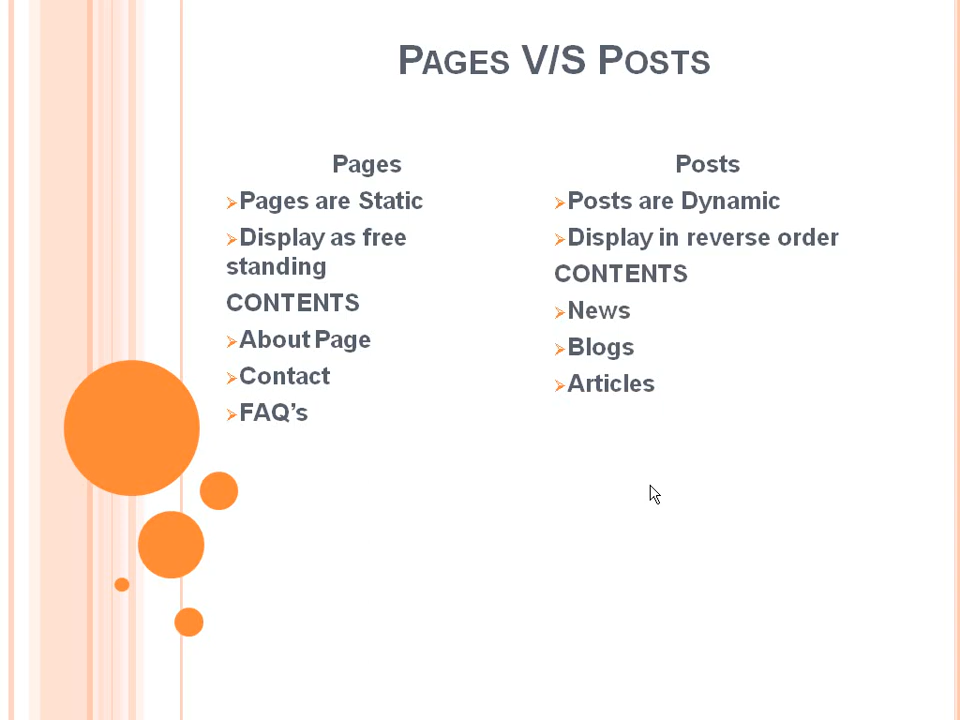 PAGES V/S POSTS
Pages
➢Pages are Static
➢Display as free
standing
CONTENTS
➢About Page
➢Contact
➢FAQ’s
Posts
➢Posts are Dynamic
➢Display in reverse order
CONTENTS
➢News
➢Blogs
➢Articles